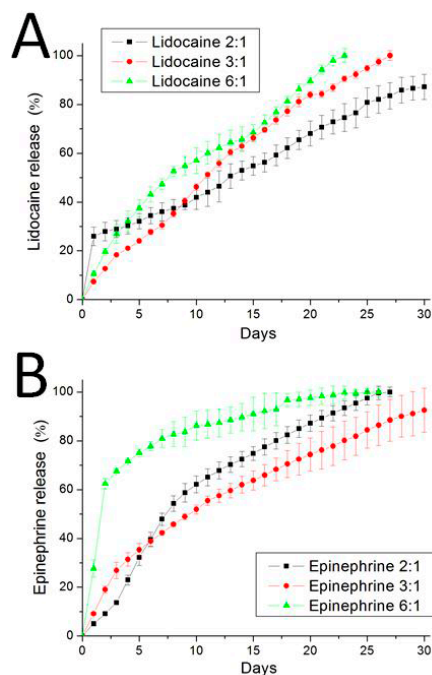 A
Lidocaine 2:1
Lidocaine 3:1
Lidocaine 6:1
Lidocaine release (%)
100
80
60
40
20
0
0 5 10 15 20 25 30
Days
B
Epinephrine release (%)
100
80
60
40
20
0
Epinephrine 2:1
Epinephrine 3:1
Epinephrine 6:1
0 5 10 15 20 25 30
Days